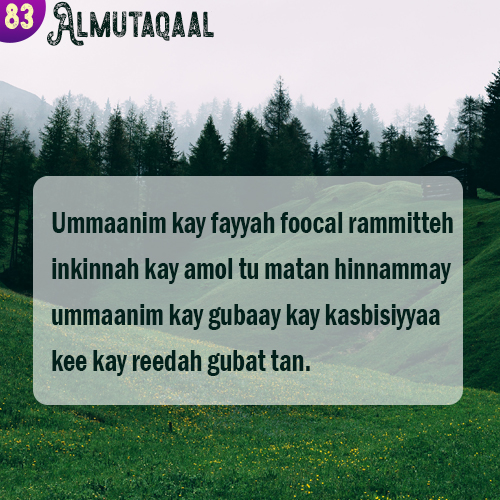 83 Almutaqaal
Ummaanim kay fayyah foocal rammitteh
inkinnah kay amol tu matan hinnammay
ummaanim kay gubaay kay kasbisiyyaa
kee kay reedah gubat tan.